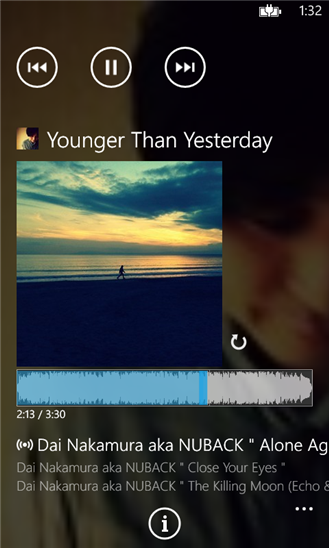 1:32
Younger Than Yesterday
2:13 / 3:30
Dai Nakamura aka NUBACK " Alone Ag
Dai Nakamura aka NUBACK " Close Your Eyes "
Dai Nakamura aka NUBACK " The Killing Moon (Echo &